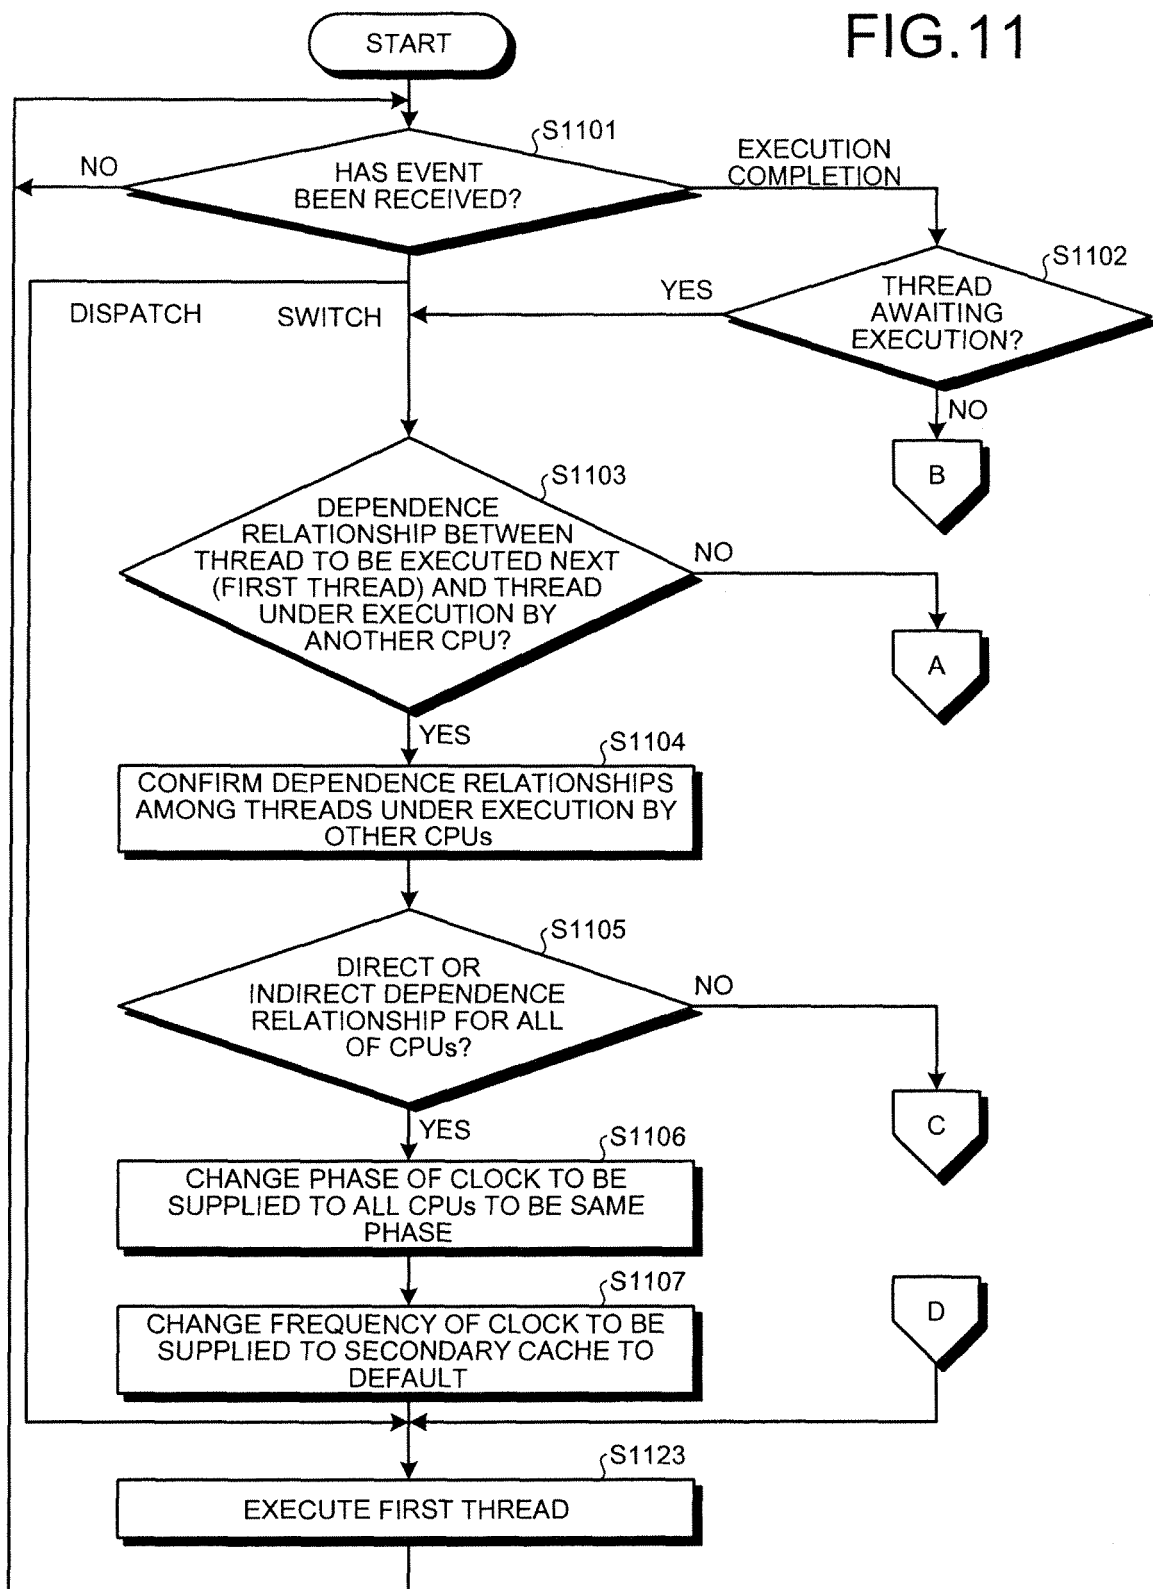 FIG.11
START
S1101
NO
HAS EVENT
BEEN RECEIVED?
EXECUTION
COMPLETION
S1102
YES
THREAD
AWAITING
EXECUTION?
DISPATCH
SWITCH
NO
B
S1103
DEPENDENCE
RELATIONSHIP BETWEEN
THREAD TO BE EXECUTED NEXT
(FIRST THREAD) AND THREAD
UNDER EXECUTION BY
ANOTHER CPU?
NO
A
YES
S1104
CONFIRM DEPENDENCE RELATIONSHIPS
AMONG THREADS UNDER EXECUTION BY
OTHER CPUs
S1105
DIRECT OR
INDIRECT DEPENDENCE
RELATIONSHIP FOR ALL
OF CPUs?
NO
C
YES
S1106
CHANGE PHASE OF CLOCK TO BE
SUPPLIED TO ALL CPUs TO BE SAME
PHASE
S1107
CHANGE FREQUENCY OF CLOCK TO BE
SUPPLIED TO SECONDARY CACHE TO
DEFAULT
D
S1123
EXECUTE FIRST THREAD